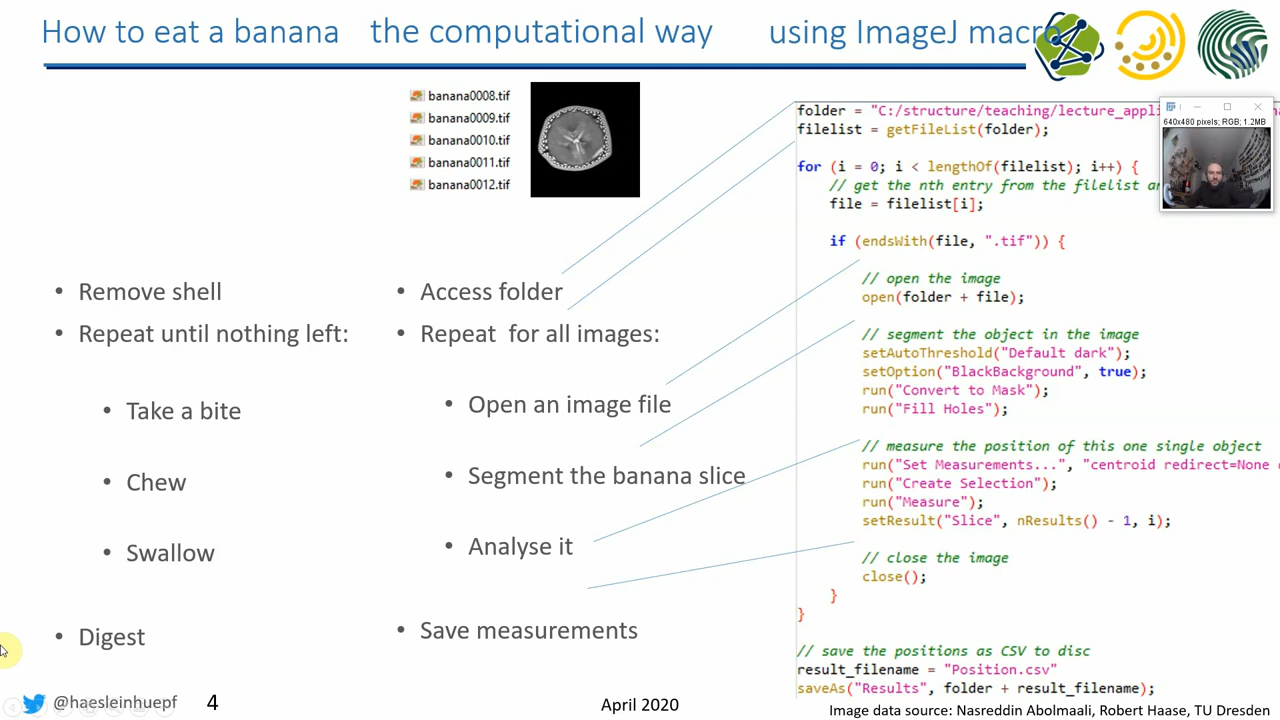 How to eat a banana the computational way using ImageJ macro
banana0008.tif
banana0009.tif
banana0010.tif
banana0011.tif
banana0012.tif
• Remove shell
• Repeat until nothing left:
• Take a bite
• Chew
• Swallow
• Digest
• Access folder
• Repeat for all images:
• Open an image file
• Segment the banana slice
• Analyse it
• Save measurements
folder = "C:/structure/teaching/lecture_appli
filelist = getFileList(folder);
for (i = 0; i < lengthOf(filelist); i++) {
// get the nth entry from the filelist an
file = filelist[i];
if (endsWith(file, ".tif")) {
// open the image
open(folder + file);
// segment the object in the image
setAutoThreshold("Default dark");
setOption("BlackBackground", true);
run("Convert to Mask");
run("Fill Holes");
// measure the position of this one single object
run("Set Measurements...", "centroid redirect=None
run("Create Selection");
run("Measure");
setResult("Slice", nResults() - 1, i);
// close the image
close();
}
}
// save the positions as CSV to disc
result_filename = "Position.csv"
saveAs("Results", folder + result_filename);
640x480 pixels; RGB; 1.2MB
@haesleinhuepf
4
April 2020
Image data source: Nasreddin Abolmaali, Robert Haase, TU Dresden